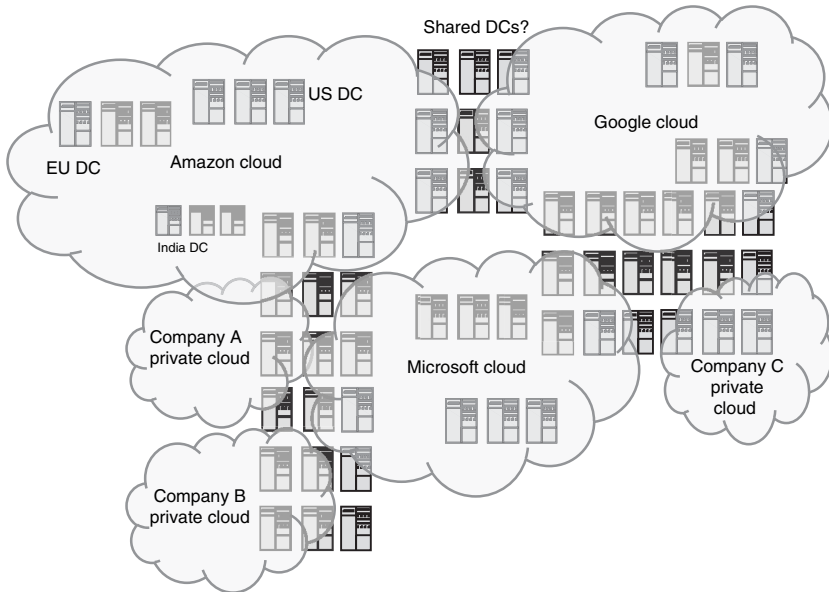 Shared DCs?
US DC
Google cloud
EU DC
Amazon cloud
India DC
Company A
private cloud
Microsoft cloud
Company C
private
cloud
Company B
private cloud